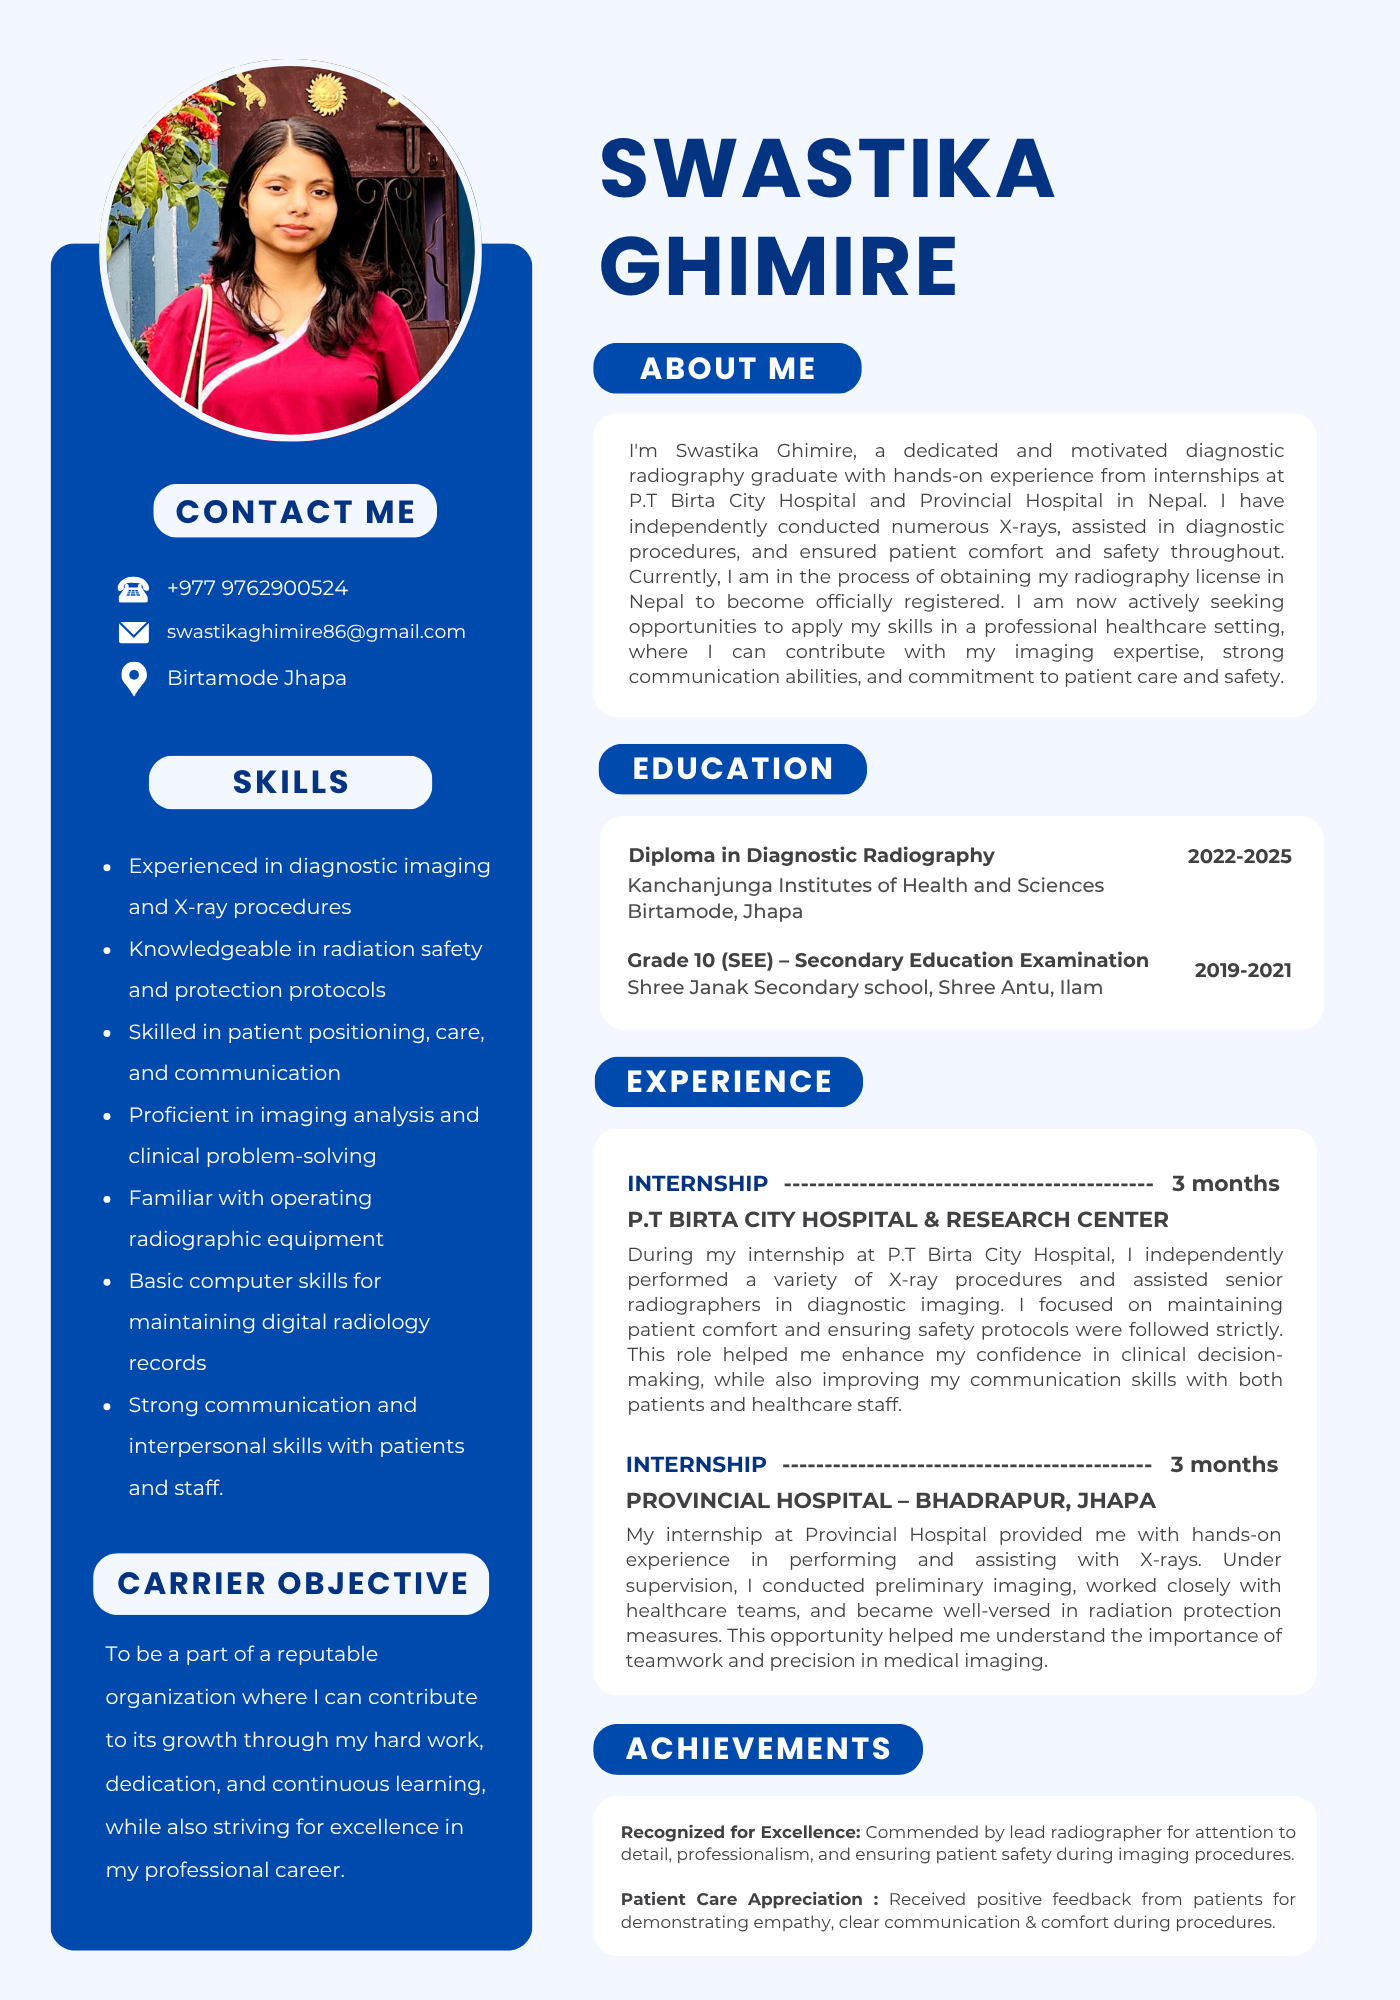 SWASTIKA
GHIMIRE
CONTACT ME
+977 9762900524
swastikaghimire86@gmail.com
Birtamode Jhapa
SKILLS
• Experienced in diagnostic imaging
and X-ray procedures
• Knowledgeable in radiation safety
and protection protocols
• Skilled in patient positioning, care,
and communication
• Proficient in imaging analysis and
clinical problem-solving
• Familiar with operating
radiographic equipment
• Basic computer skills for
maintaining digital radiology
records
• Strong communication and
interpersonal skills with patients
and staff.
CARRIER OBJECTIVE
To be a part of a reputable
organization where I can contribute
to its growth through my hard work,
dedication, and continuous learning,
while also striving for excellence in
my professional career.
ABOUT ME
I'm Swastika Ghimire, a dedicated and motivated diagnostic
radiography graduate with hands-on experience from internships at
P.T Birta City Hospital and Provincial Hospital in Nepal. I have
independently conducted numerous X-rays, assisted in diagnostic
procedures, and ensured patient comfort and safety throughout.
Currently, I am in the process of obtaining my radiography license in
Nepal to become officially registered. I am now actively seeking
opportunities to apply my skills in a professional healthcare setting,
where I can contribute with my imaging expertise, strong
communication abilities, and commitment to patient care and safety.
EDUCATION
Diploma in Diagnostic Radiography 2022-2025
Kanchanjunga Institutes of Health and Sciences
Birtamode, Jhapa
Grade 10 (SEE) – Secondary Education Examination 2019-2021
Shree Janak Secondary school, Shree Antu, Ilam
EXPERIENCE
INTERNSHIP -------------------------------------------- 3 months
P.T BIRTA CITY HOSPITAL & RESEARCH CENTER
During my internship at P.T Birta City Hospital, I independently
performed a variety of X-ray procedures and assisted senior
radiographers in diagnostic imaging. I focused on maintaining
patient comfort and ensuring safety protocols were followed strictly.
This role helped me enhance my confidence in clinical decision-
making, while also improving my communication skills with both
patients and healthcare staff.
INTERNSHIP -------------------------------------------- 3 months
PROVINCIAL HOSPITAL – BHADRAPUR, JHAPA
My internship at Provincial Hospital provided me with hands-on
experience in performing and assisting with X-rays. Under
supervision, I conducted preliminary imaging, worked closely with
healthcare teams, and became well-versed in radiation protection
measures. This opportunity helped me understand the importance of
teamwork and precision in medical imaging.
ACHIEVEMENTS
Recognized for Excellence: Commended by lead radiographer for attention to
detail, professionalism, and ensuring patient safety during imaging procedures.
Patient Care Appreciation : Received positive feedback from patients for
demonstrating empathy, clear communication & comfort during procedures.